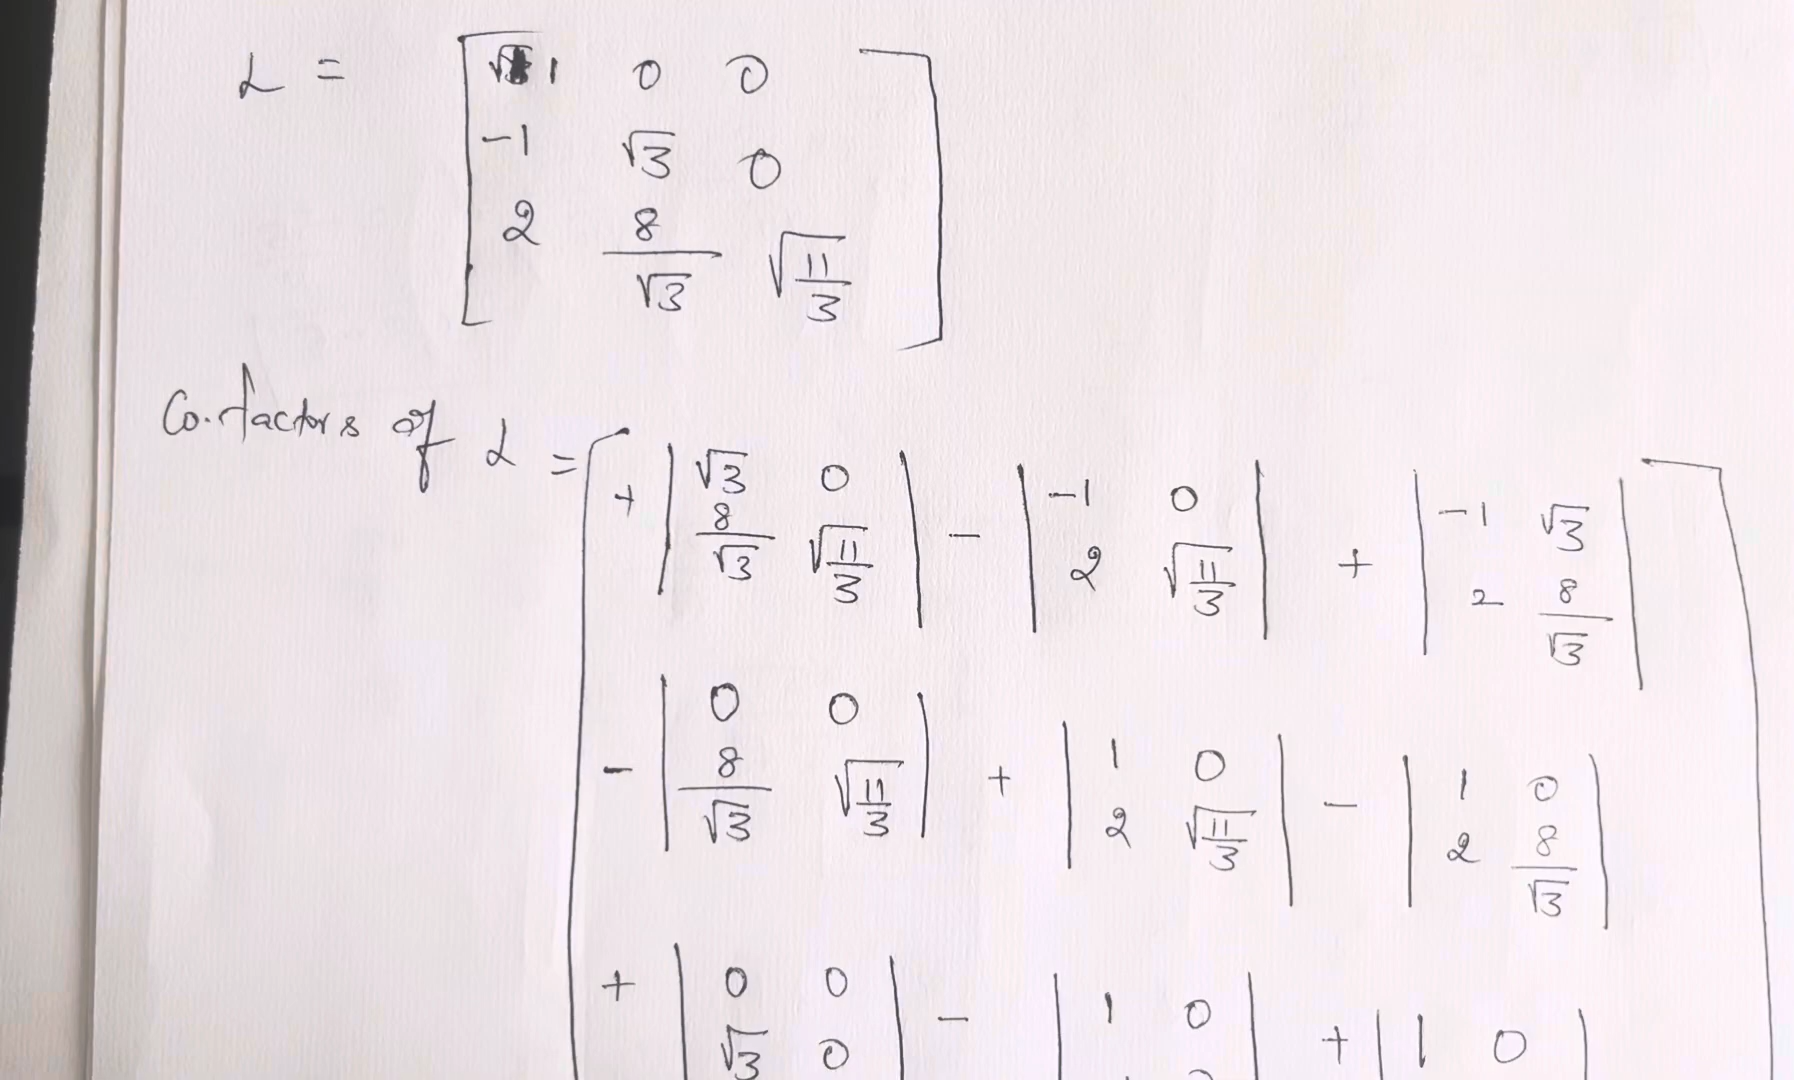 L = [ 1 0 0
-1 √3 0
2 8/√3 √(11/3) ]
Co-factors of L = [ + | √3 0 | - | -1 0 | + | -1 √3 |
| 8/√3 √(11/3) | | 2 √(11/3) | | 2 8/√3 |
- | 0 0 | + | 1 0 | - | 1 0 |
| 8/√3 √(11/3) | | 2 √(11/3) | | 2 8/√3 |
+ | 0 0 | - | 1 0 | + | 1 0 |
| √3 0 |